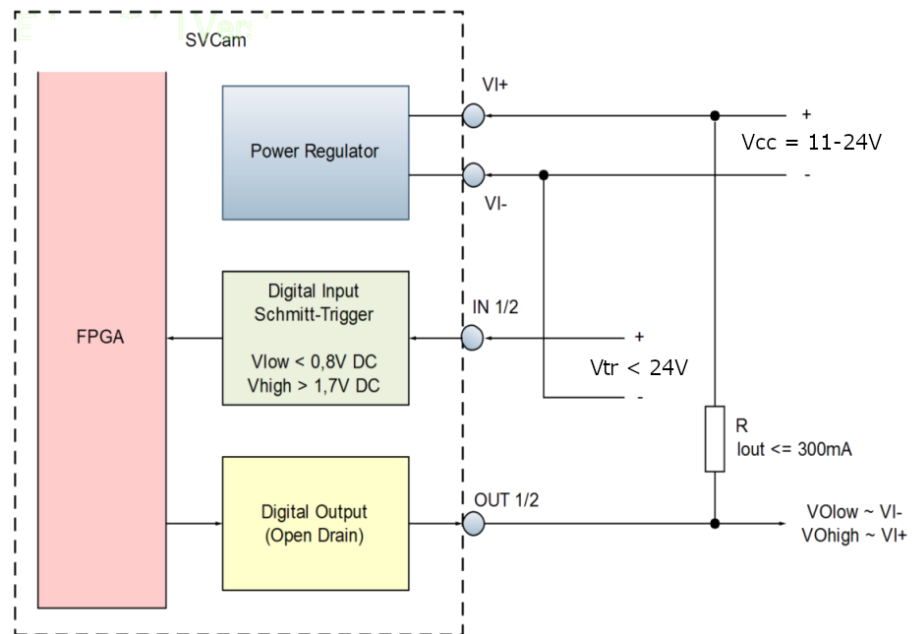 SVCam
VI+
+
Power Regulator
Vcc = 11-24V
-
VI-
Digital Input
Schmitt-Trigger
IN 1/2
FPGA
+
Vlow < 0,8V DC
Vtr < 24V
Vhigh > 1,7V DC
-
R
Iout <= 300mA
OUT 1/2
Digital Output
(Open Drain)
VOlow ~ VI-
VOhigh ~ VI+